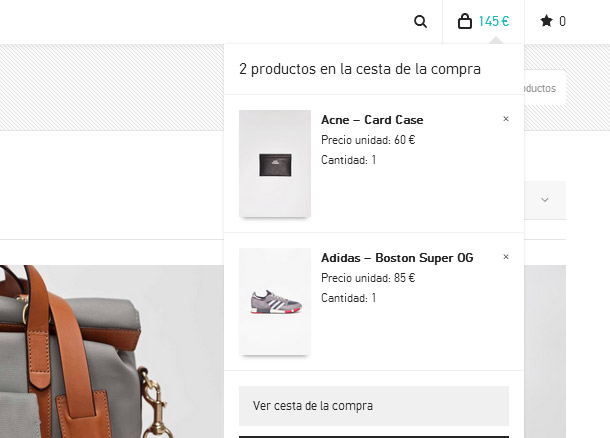 145 €
0
2 productos en la cesta de la compra
Acne – Card Case
×
Precio unidad: 60 €
Cantidad: 1
Adidas – Boston Super OG
×
Precio unidad: 85 €
Cantidad: 1
Ver cesta de la compra